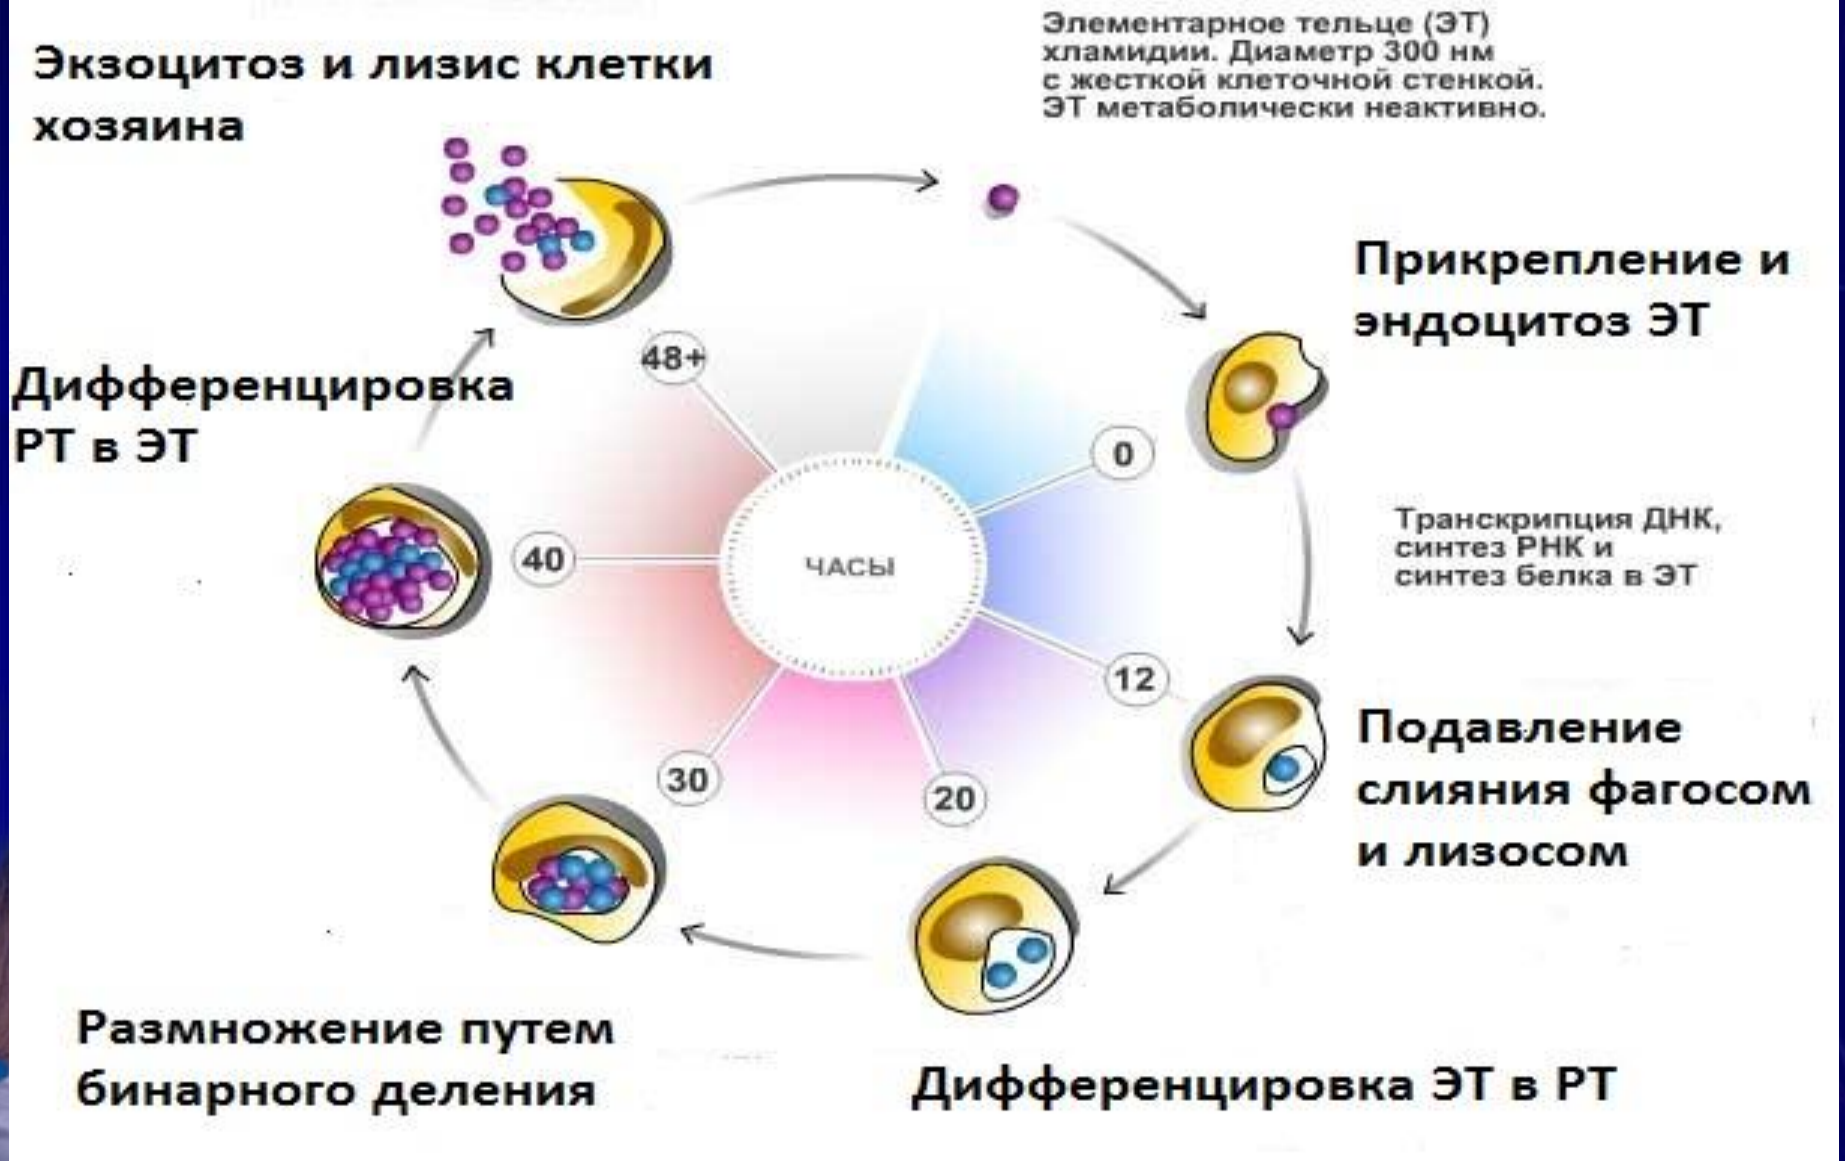 Экзоцитоз и лизис клетки
хозяина
Элементарное тельце (ЭТ)
хламидии. Диаметр 300 нм
с жесткой клеточной стенкой.
ЭТ метаболически неактивно.
Прикрепление и
эндоцитоз ЭТ
Дифференцировка
РТ в ЭТ
48+
0
Транскрипция ДНК,
синтез РНК и
синтез белка в ЭТ
40
ЧАСЫ
12
Подавление
слияния фагосом
и лизосом
30
20
Размножение путем
бинарного деления
Дифференцировка ЭТ в РТ